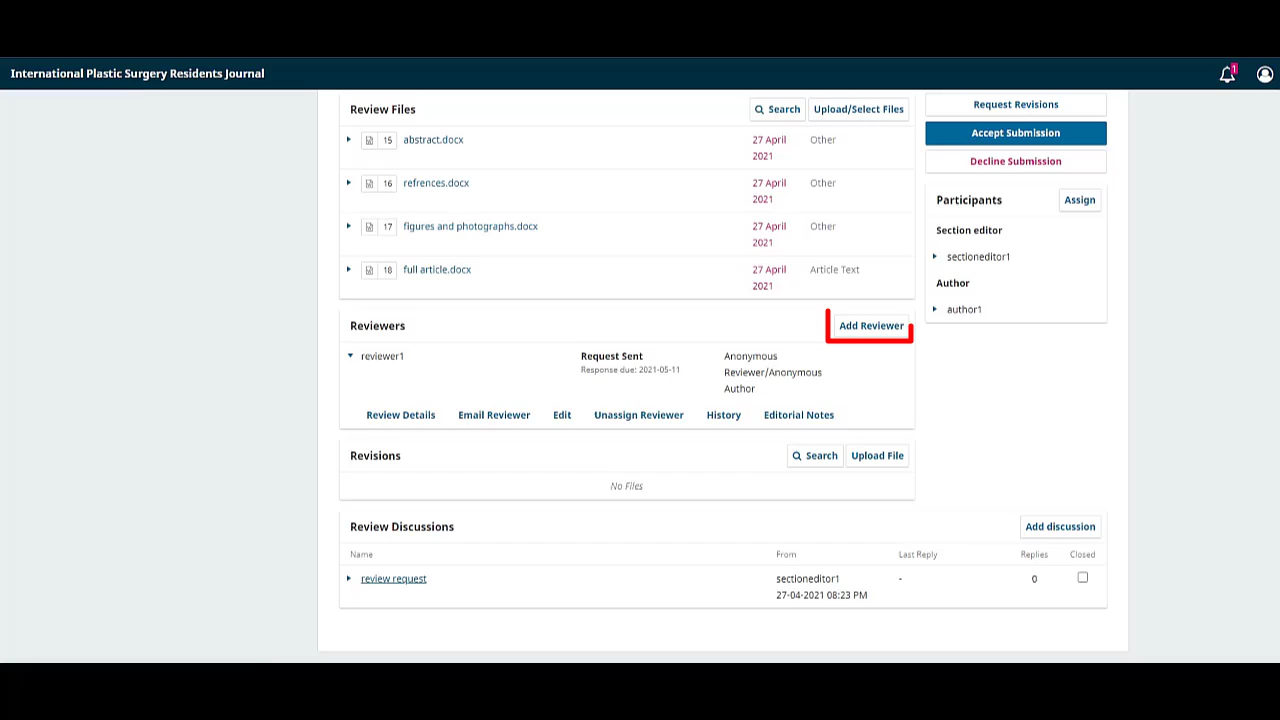 International Plastic Surgery Residents Journal
1
Review Files
Search
Upload/Select Files
15 abstract.docx 27 April 2021 Other
16 refrences.docx 27 April 2021 Other
17 figures and photographs.docx 27 April 2021 Other
18 full article.docx 27 April 2021 Article Text
Request Revisions
Accept Submission
Decline Submission
Participants
Assign
Section editor
sectioneditor1
Author
author1
Reviewers
Add Reviewer
reviewer1
Request Sent
Response due: 2021-05-11
Anonymous
Reviewer/Anonymous
Author
Review Details Email Reviewer Edit Unassign Reviewer History Editorial Notes
Revisions
Search
Upload File
No Files
Review Discussions
Add discussion
Name From Last Reply Replies Closed
review request sectioneditor1 - 0
27-04-2021 08:23 PM